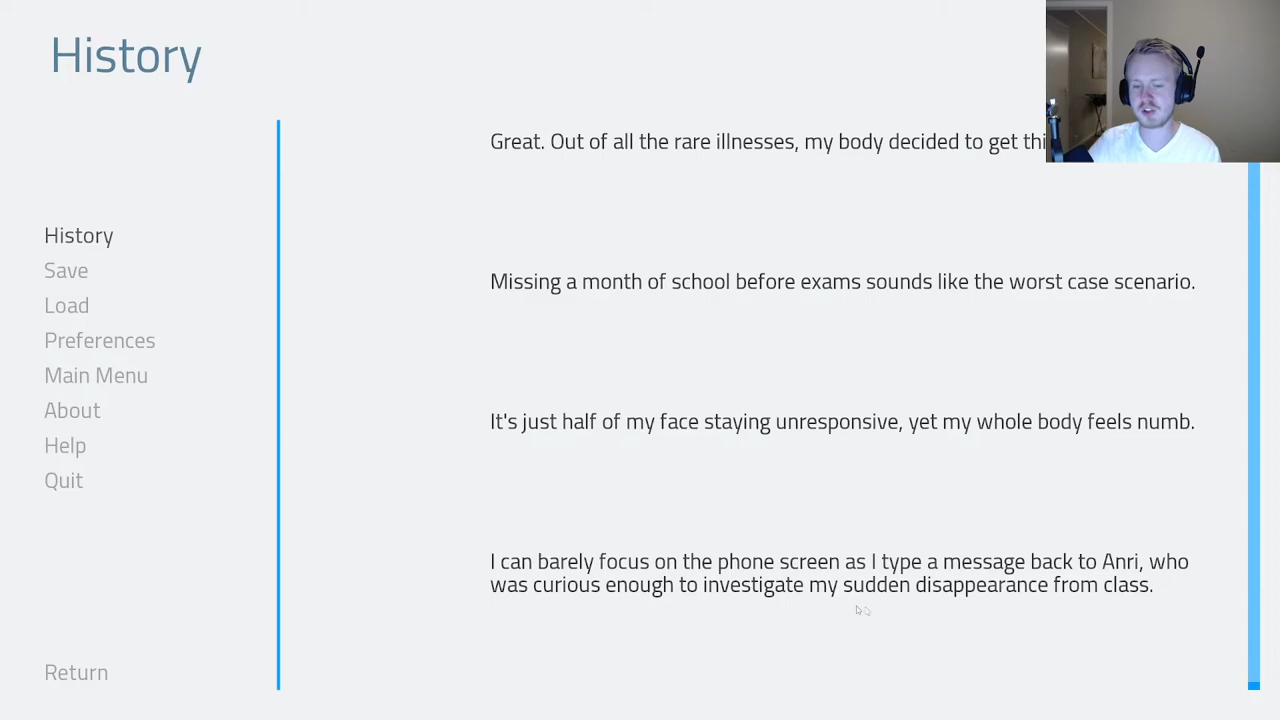 History
Great. Out of all the rare illnesses, my body decided to get
History
Save
Load
Preferences
Main Menu
About
Help
Quit
Return
Missing a month of school before exams sounds like the worst case scenario.
It's just half of my face staying unresponsive, yet my whole body feels numb.
I can barely focus on the phone screen as I type a message back to Anri, who
was curious enough to investigate my sudden disappearance from class.